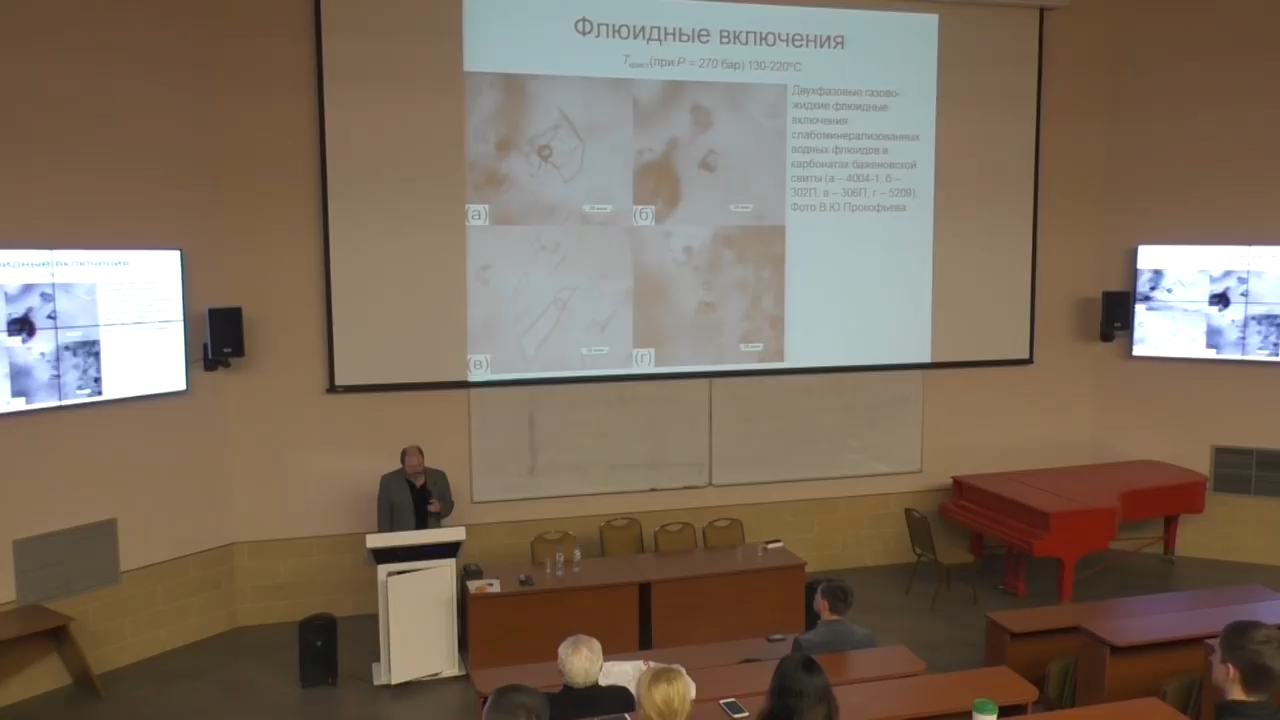 Флюидные включения
(при P = 270 бар) 130-220°C
Двухфазовые газово-
жидкие флюидные
включения
слабоминерализованных
водных флюидов в
карбонатах баженовской
свиты (а – 4004-1, б –
302П, в – 306П, г – 5209).
Фото В.Ю Прокофьева
(а)
(б)
(в)
(г)